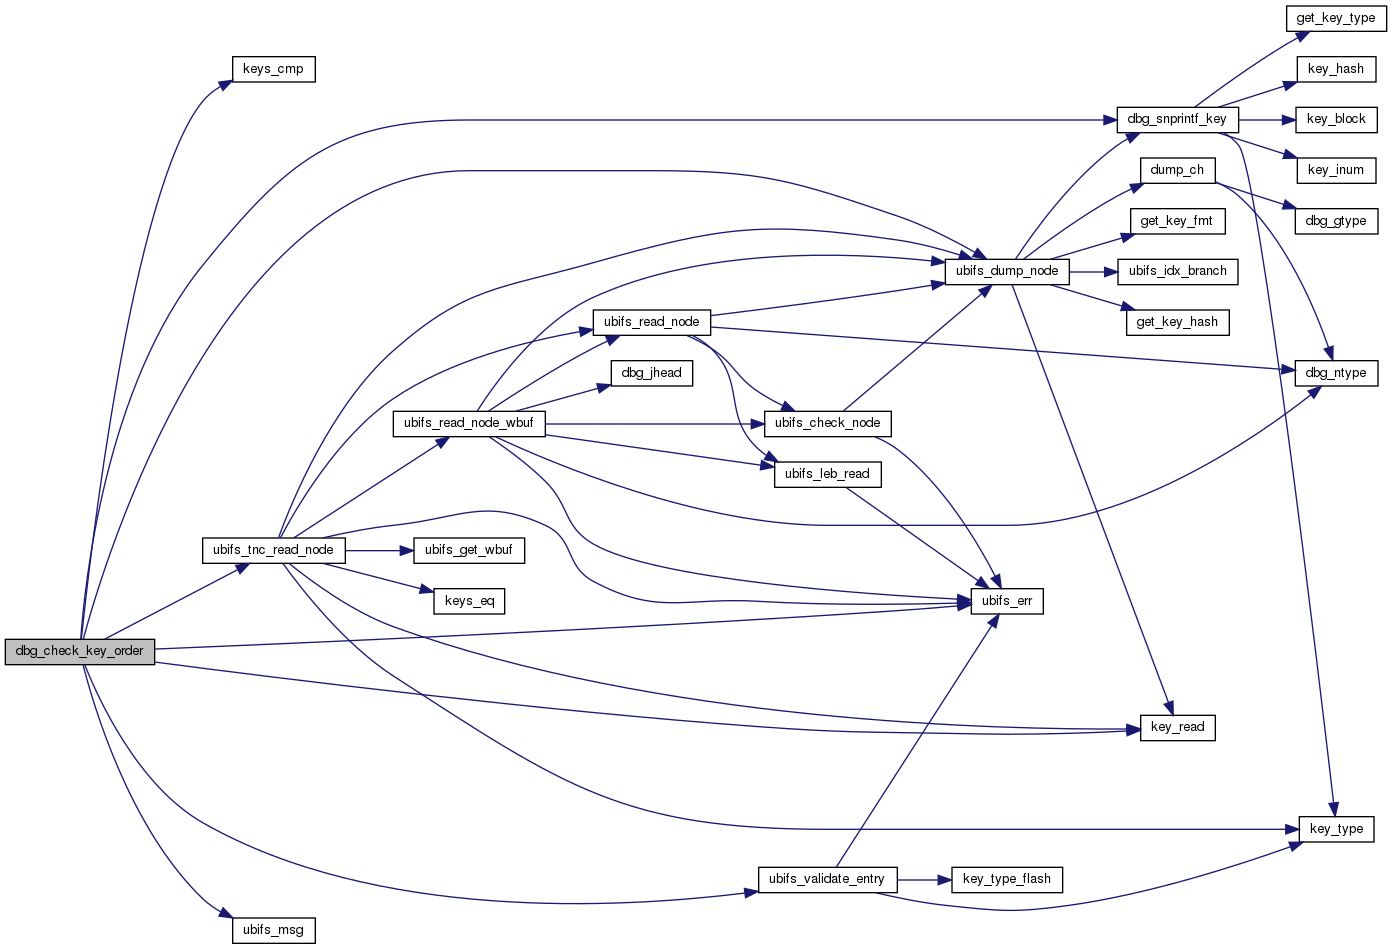 get_key_type
keys_cmp
key_hash
dbg_snprintf_key
key_block
dump_ch
key_inum
get_key_fmt
dbg_gtype
ubifs_dump_node
ubifs_idx_branch
ubifs_read_node
get_key_hash
dbg_jhead
dbg_ntype
ubifs_read_node_wbuf
ubifs_check_node
ubifs_leb_read
ubifs_tnc_read_node
ubifs_get_wbuf
keys_eq
ubifs_err
dbg_check_key_order
key_read
key_type
ubifs_validate_entry
key_type_flash
ubifs_msg